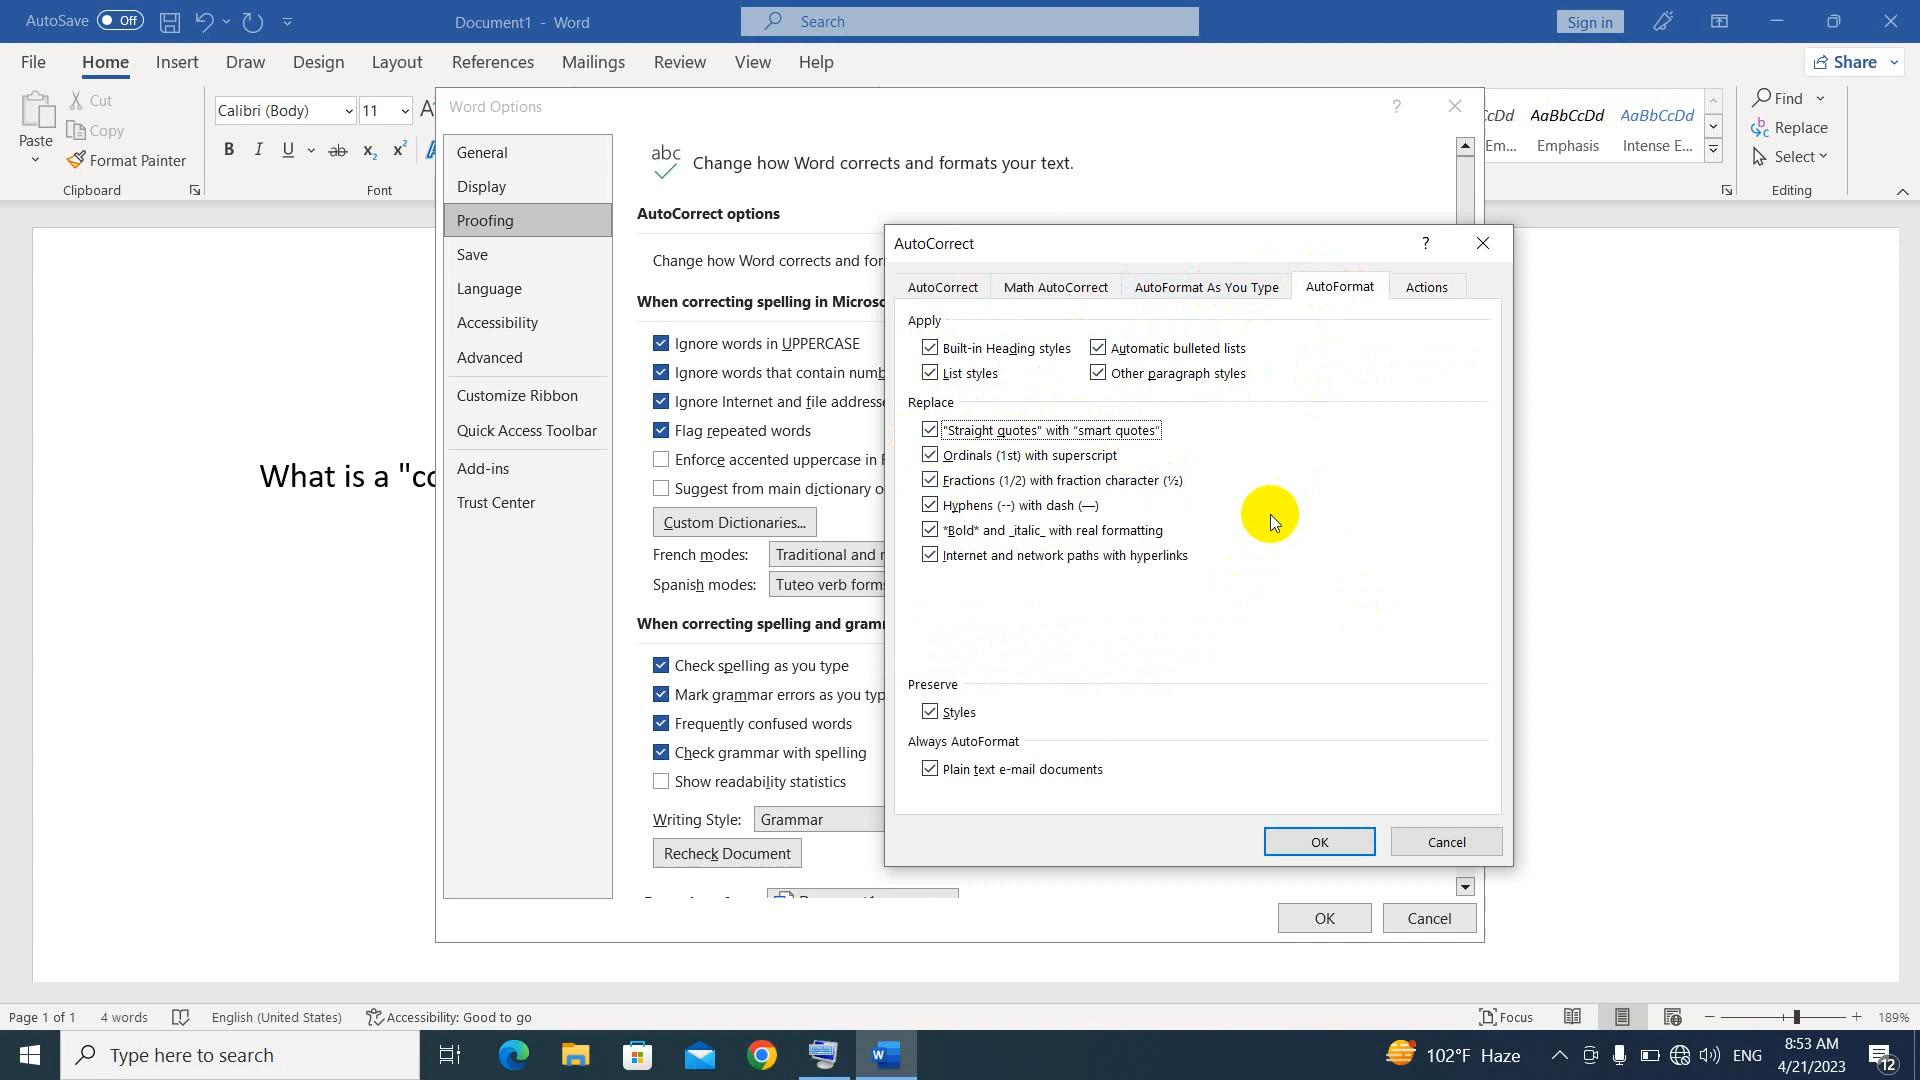 AutoSave Off
Document1 - Word
Search
Sign in
File Home Insert Draw Design Layout References Mailings Review View Help
Share
Paste
Cut
Copy
Format Painter
Clipboard
Calibri (Body) 11
B I U ab x₂ x²
Font
AaBbCcDd AaBbCcDd
Em... Emphasis Intense E...
Find
Replace
Select
Editing
Word Options
?
General
Display
Proofing
Save
Language
Accessibility
Advanced
Customize Ribbon
Quick Access Toolbar
Add-ins
Trust Center
abc
Change how Word corrects and formats your text.
AutoCorrect options
Change how Word corrects and for
When correcting spelling in Microso
Ignore words in UPPERCASE
Ignore words that contain numb
Ignore Internet and file addresse
Flag repeated words
Enforce accented uppercase in F
Suggest from main dictionary o
Custom Dictionaries...
French modes: Traditional and r
Spanish modes: Tuteo verb forms
When correcting spelling and gramm
Check spelling as you type
Mark grammar errors as you typ
Frequently confused words
Check grammar with spelling
Show readability statistics
Writing Style: Grammar
Recheck Document
OK Cancel
AutoCorrect
?
AutoCorrect Math AutoCorrect AutoFormat As You Type AutoFormat Actions
Apply
Built-in Heading styles Automatic bulleted lists
List styles Other paragraph styles
Replace
"Straight quotes" with “smart quotes”
Ordinals (1st) with superscript
Fractions (1/2) with fraction character (½)
Hyphens (--) with dash (—)
*Bold* and _italic_ with real formatting
Internet and network paths with hyperlinks
Preserve
Styles
Always AutoFormat
Plain text e-mail documents
OK Cancel
What is a "co
Page 1 of 1 4 words English (United States) Accessibility: Good to go
Focus
189%
Type here to search
102°F Haze
ENG
8:53 AM
4/21/2023
12